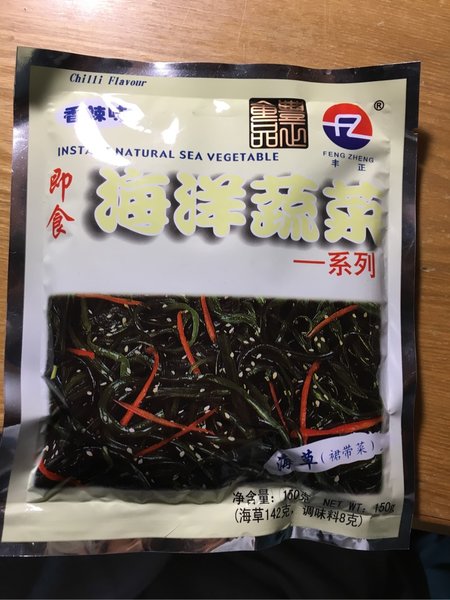 Chilli Flavour
香辣味
INSTANT NATURAL SEA VEGETABLE
®
FENG ZHENG
丰 正
即食
海洋蔬菜
—系列
海草(裙带菜)
净含量: 150克 NET WT: 150g
(海草142克, 调味料8克)